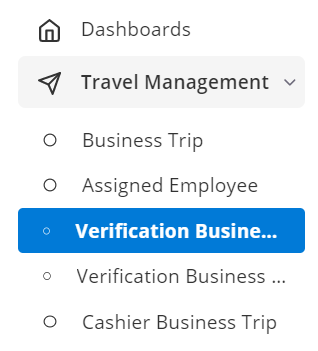 Dashboards
Travel Management
Business Trip
Assigned Employee
Verification Busine...
Verification Business ...
Cashier Business Trip